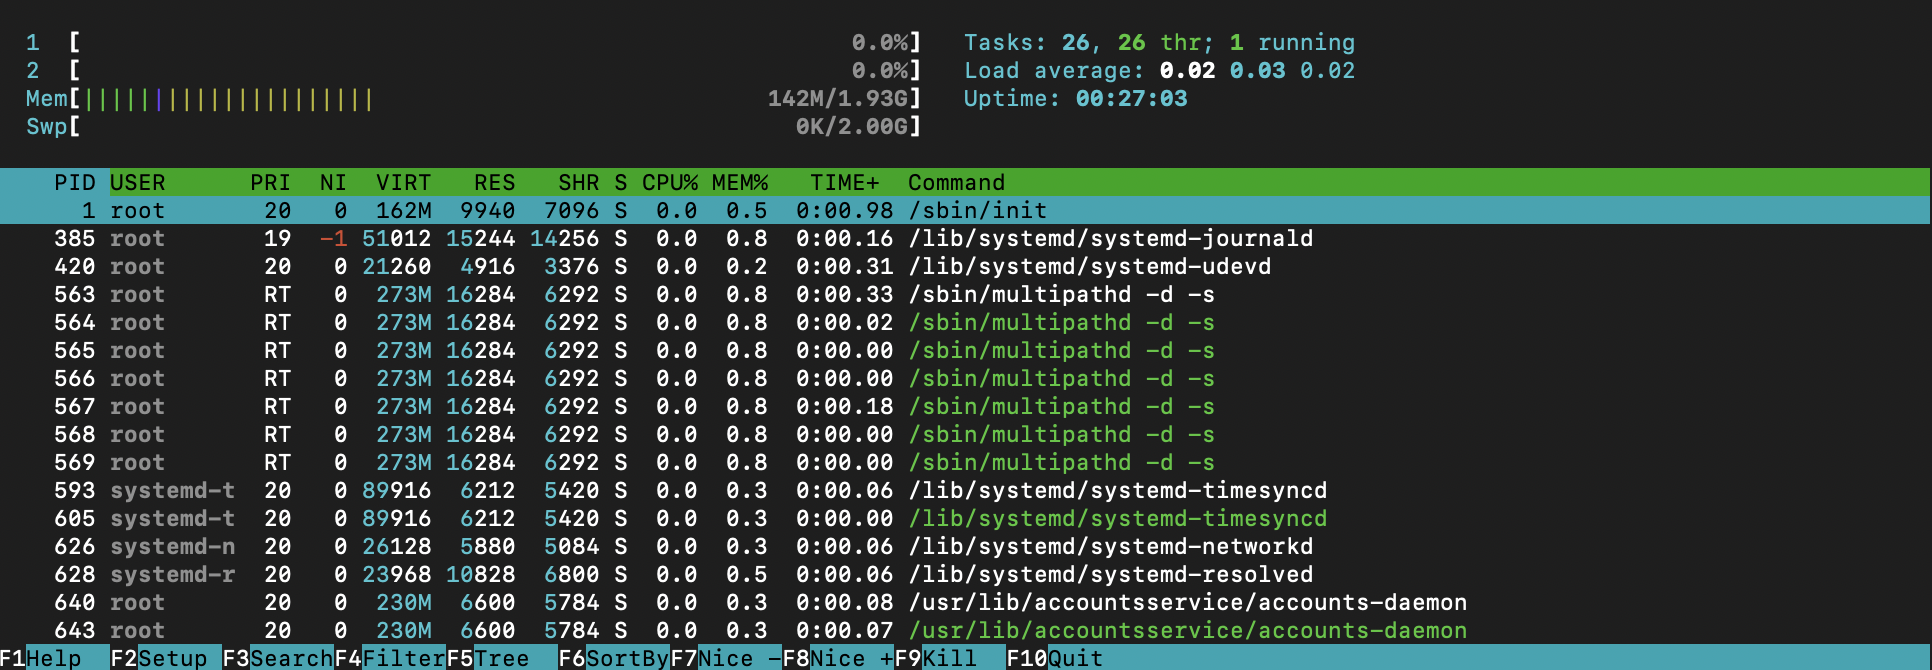 1  [ 0.0%] Tasks: 26, 26 thr; 1 running
2  [ 0.0%] Load average: 0.02 0.03 0.02
Mem[||||||||||||||||||||| 142M/1.93G] Uptime: 00:27:03
Swp[ 0K/2.00G]
PID USER PRI NI VIRT RES SHR S CPU% MEM% TIME+ Command
1 root 20 0 162M 9940 7096 S 0.0 0.5 0:00.98 /sbin/init
385 root 19 -1 51012 15244 14256 S 0.0 0.8 0:00.16 /lib/systemd/systemd-journald
420 root 20 0 21260 4916 3376 S 0.0 0.2 0:00.31 /lib/systemd/systemd-udevd
563 root RT 0 273M 16284 6292 S 0.0 0.8 0:00.33 /sbin/multipathd -d -s
564 root RT 0 273M 16284 6292 S 0.0 0.8 0:00.02 /sbin/multipathd -d -s
565 root RT 0 273M 16284 6292 S 0.0 0.8 0:00.00 /sbin/multipathd -d -s
566 root RT 0 273M 16284 6292 S 0.0 0.8 0:00.00 /sbin/multipathd -d -s
567 root RT 0 273M 16284 6292 S 0.0 0.8 0:00.18 /sbin/multipathd -d -s
568 root RT 0 273M 16284 6292 S 0.0 0.8 0:00.00 /sbin/multipathd -d -s
569 root RT 0 273M 16284 6292 S 0.0 0.8 0:00.00 /sbin/multipathd -d -s
593 systemd-t 20 0 89916 6212 5420 S 0.0 0.3 0:00.06 /lib/systemd/systemd-timesyncd
605 systemd-t 20 0 89916 6212 5420 S 0.0 0.3 0:00.00 /lib/systemd/systemd-timesyncd
626 systemd-n 20 0 26128 5880 5084 S 0.0 0.3 0:00.06 /lib/systemd/systemd-networkd
628 systemd-r 20 0 23968 10828 6800 S 0.0 0.5 0:00.06 /lib/systemd/systemd-resolved
640 root 20 0 230M 6600 5784 S 0.0 0.3 0:00.08 /usr/lib/accountsservice/accounts-daemon
643 root 20 0 230M 6600 5784 S 0.0 0.3 0:00.07 /usr/lib/accountsservice/accounts-daemon
F1Help F2Setup F3SearchF4FilterF5Tree F6SortByF7Nice -F8Nice +F9Kill F10Quit